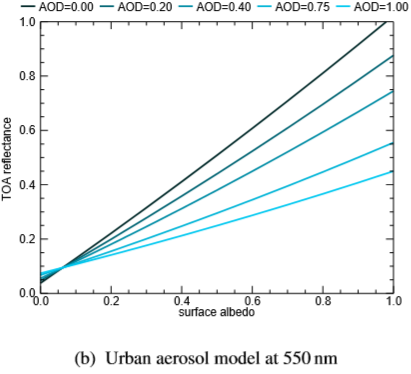 AOD=0.00 AOD=0.20 AOD=0.40 AOD=0.75 AOD=1.00
1.0
0.8
0.6
0.4
0.2
0.0
TOA reflectance
0.0 0.2 0.4 0.6 0.8 1.0
surface albedo
(b) Urban aerosol model at 550 nm